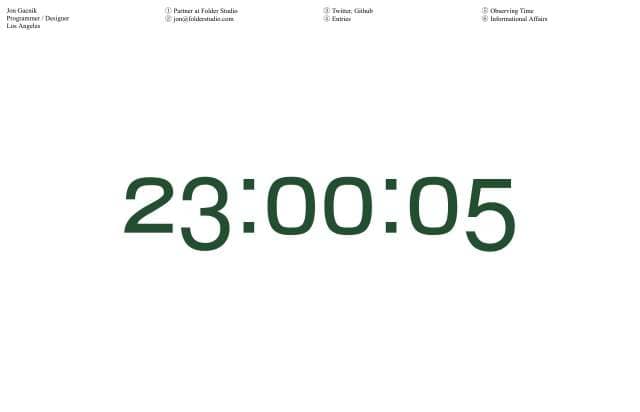 Jon Gacnik
Programmer / Designer
Los Angeles
① Partner at Folder Studio
② jon@folderstudio.com
③ Twitter, Github
④ Entries
⑤ Observing Time
⑥ Informational Affairs
23:00:05